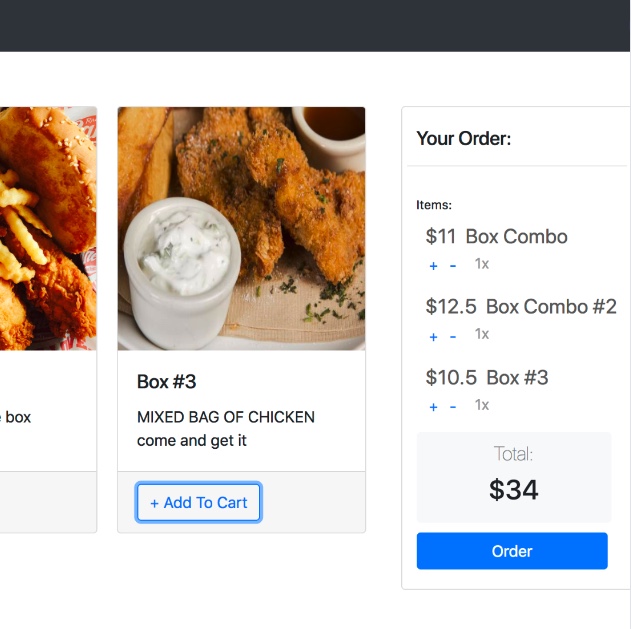 box
Box #3
MIXED BAG OF CHICKEN
come and get it
+ Add To Cart
Your Order:
Items:
$11 Box Combo
+ - 1x
$12.5 Box Combo #2
+ - 1x
$10.5 Box #3
+ - 1x
Total:
$34
Order